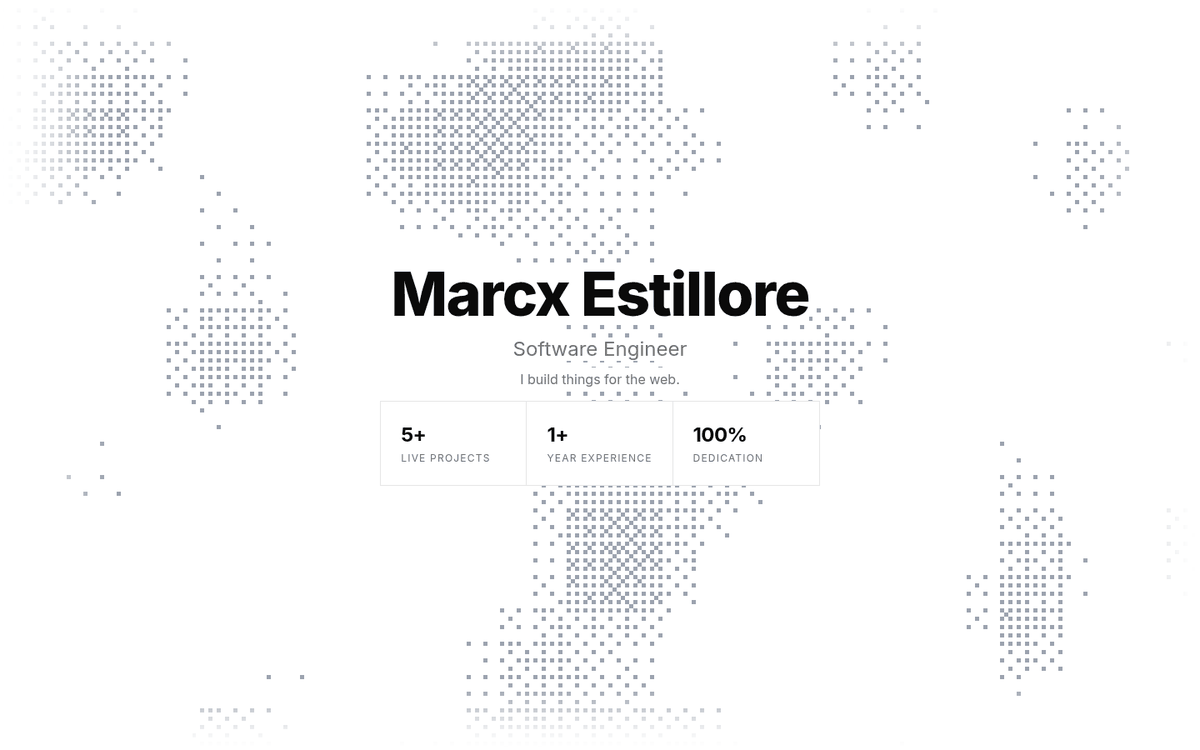 Marcx Estillore
Software Engineer
I build things for the web.
5+
LIVE PROJECTS
1+
YEAR EXPERIENCE
100%
DEDICATION